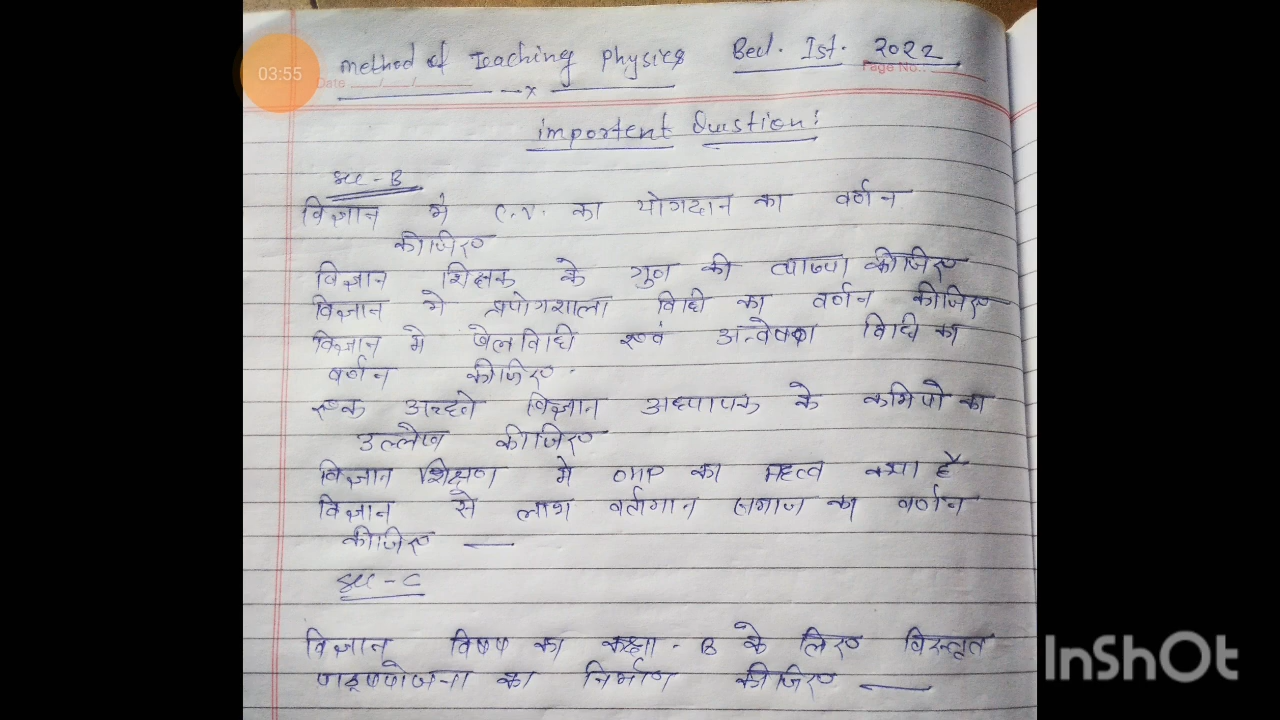 03:55
method of Teaching Physics Bed. Ist. 2022
Date
Page No.:
importent Question:
sec - B
विज्ञान मे C.V. का योगदान का वर्णन
कीजिए
विज्ञान शिक्षक के गुण की व्याख्या कीजिए
विज्ञान मे प्रयोगशाला विधि का वर्णन कीजिए
विज्ञान मे खेलविधि एवं अन्वेषण विधि का
वर्णन कीजिए.
एक अच्छे विज्ञान अध्यापक के कमियो का
उल्लेख कीजिए
विज्ञान शिक्षण मे OHP का महत्व क्या है
विज्ञान से लाभ वर्तमान समाज का वर्णन
कीजिए —
sec - C
विज्ञान विषय का कक्षा - 8 के लिए विस्तृत
पाठ्ययोजना का निर्माण कीजिए —
InShOt